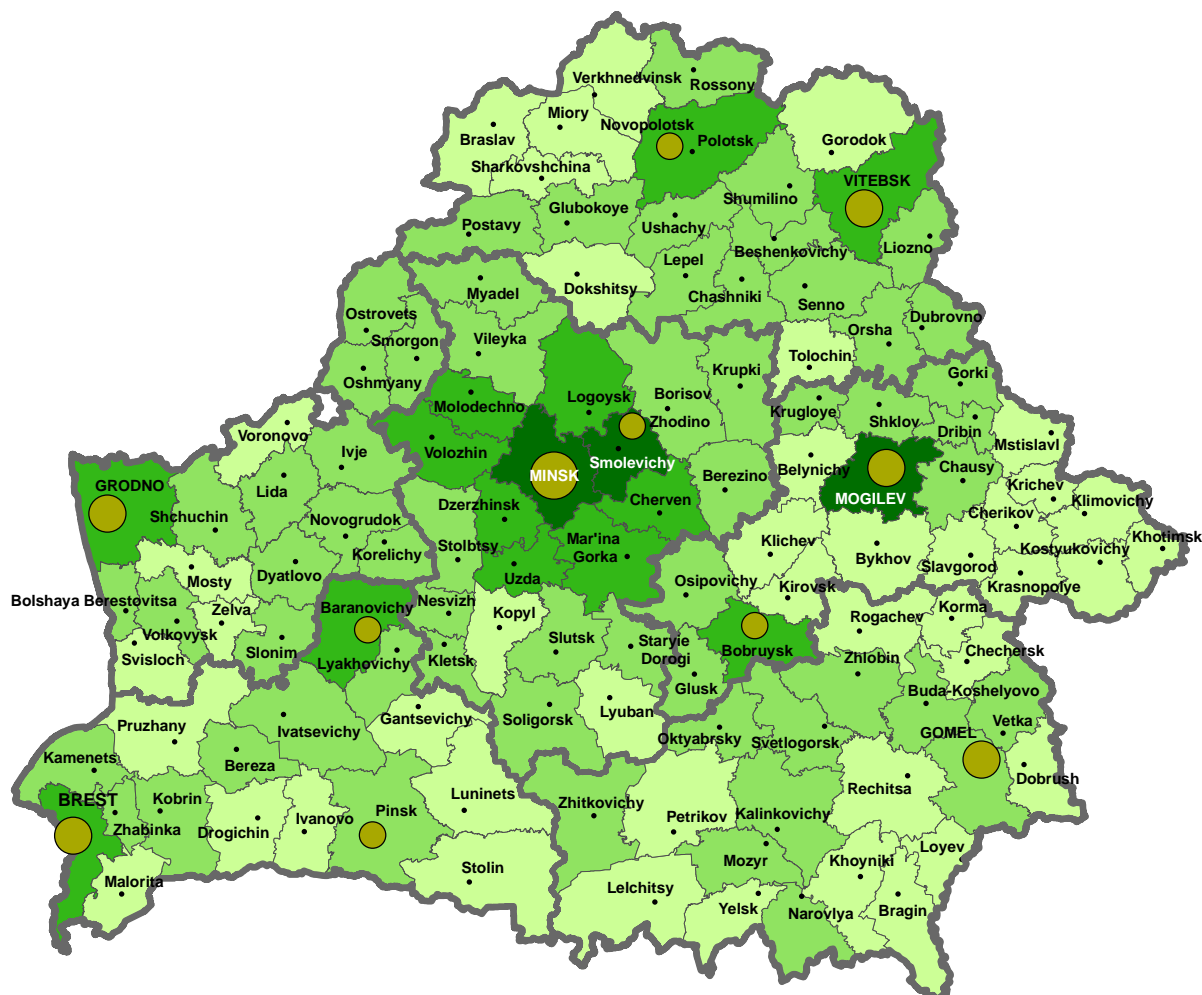 Verkhnedvinsk
Rossony
Miory
Novopolotsk
Braslav
Polotsk
Gorodok
Sharkovshchina
VITEBSK
Glubokoye
Shumilino
Postavy
Ushachy
Beshenkovichy
Liozno
Lepel
Dokshitsy
Chashniki
Myadel
Senno
Ostrovets
Dubrovno
Orsha
Smorgon
Vileyka
Tolochin
Krupki
Gorki
Oshmyany
Borisov
Molodechno
Logoysk
Krugloye
Shklov
Zhodino
Dribin
Voronovo
Mstislavl
Volozhin
Ivje
Smolevichy
Belynichy
Chausy
MINSK
Berezino
Krichev
GRODNO
Lida
MOGILEV
Klimovichy
Cherven
Dzerzhinsk
Shchuchin
Novogrudok
Cherikov
Khotimsk
Mar'ina
Gorka
Klichev
Stolbtsy
Korelichy
Bykhov
Kostyukovichy
Slavgorod
Dyatlovo
Mosty
Uzda
Osipovichy
Krasnopolye
Kirovsk
Bolshaya Berestovitsa
Baranovichy
Nesvizh
Zelva
Kopyl
Korma
Volkovysk
Rogachev
Slutsk
Staryie
Dorogi
Svisloch
Slonim
Lyakhovichy
Kletsk
Bobruysk
Zhlobin
Chechersk
Glusk
Buda-Koshelyovo
Gantsevichy
Soligorsk
Lyuban
Pruzhany
Ivatsevichy
Vetka
Oktyabrsky
Svetlogorsk
GOMEL
Kamenets
Bereza
Dobrush
Rechitsa
BREST
Kobrin
Luninets
Zhitkovichy
Pinsk
Kalinkovichy
Zhabinka
Drogichin
Ivanovo
Petrikov
Loyev
Mozyr
Khoyniki
Stolin
Malorita
Lelchitsy
Yelsk
Narovlya
Bragin